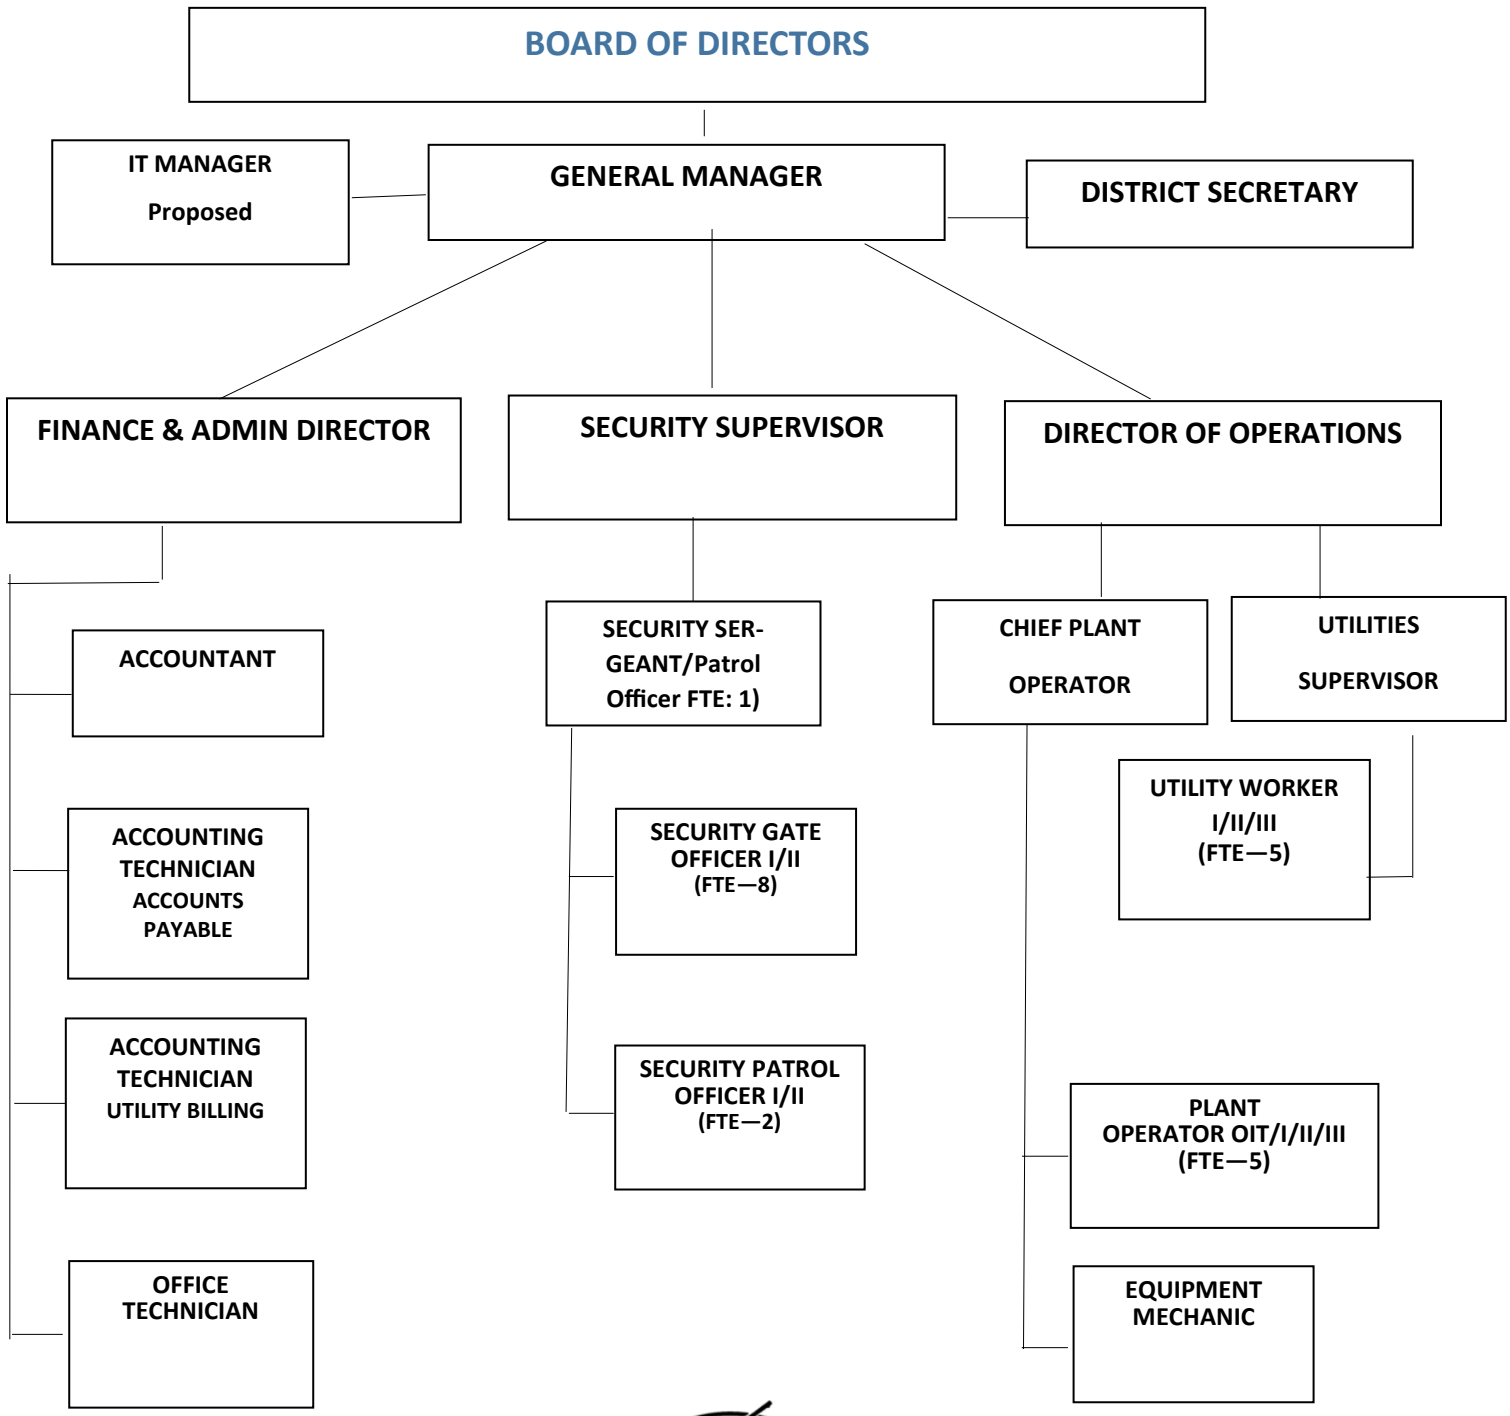 BOARD OF DIRECTORS
IT MANAGER
Proposed
GENERAL MANAGER
DISTRICT SECRETARY
FINANCE & ADMIN DIRECTOR
SECURITY SUPERVISOR
DIRECTOR OF OPERATIONS
ACCOUNTANT
ACCOUNTING
TECHNICIAN
ACCOUNTS
PAYABLE
ACCOUNTING
TECHNICIAN
UTILITY BILLING
OFFICE
TECHNICIAN
SECURITY SER-
GEANT/Patrol
Officer FTE: 1)
SECURITY GATE
OFFICER I/II
(FTE—8)
SECURITY PATROL
OFFICER I/II
(FTE—2)
CHIEF PLANT
OPERATOR
UTILITIES
SUPERVISOR
UTILITY WORKER
I/II/III
(FTE—5)
PLANT
OPERATOR OIT/I/II/III
(FTE—5)
EQUIPMENT
MECHANIC